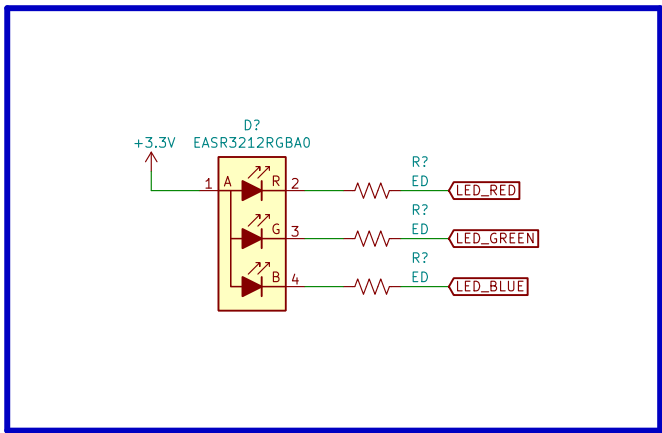 D?
+3.3V EASR3212RGBA0
R?
ED
1 A R 2 LED_RED
R?
ED
G 3 LED_GREEN
R?
ED
B 4 LED_BLUE